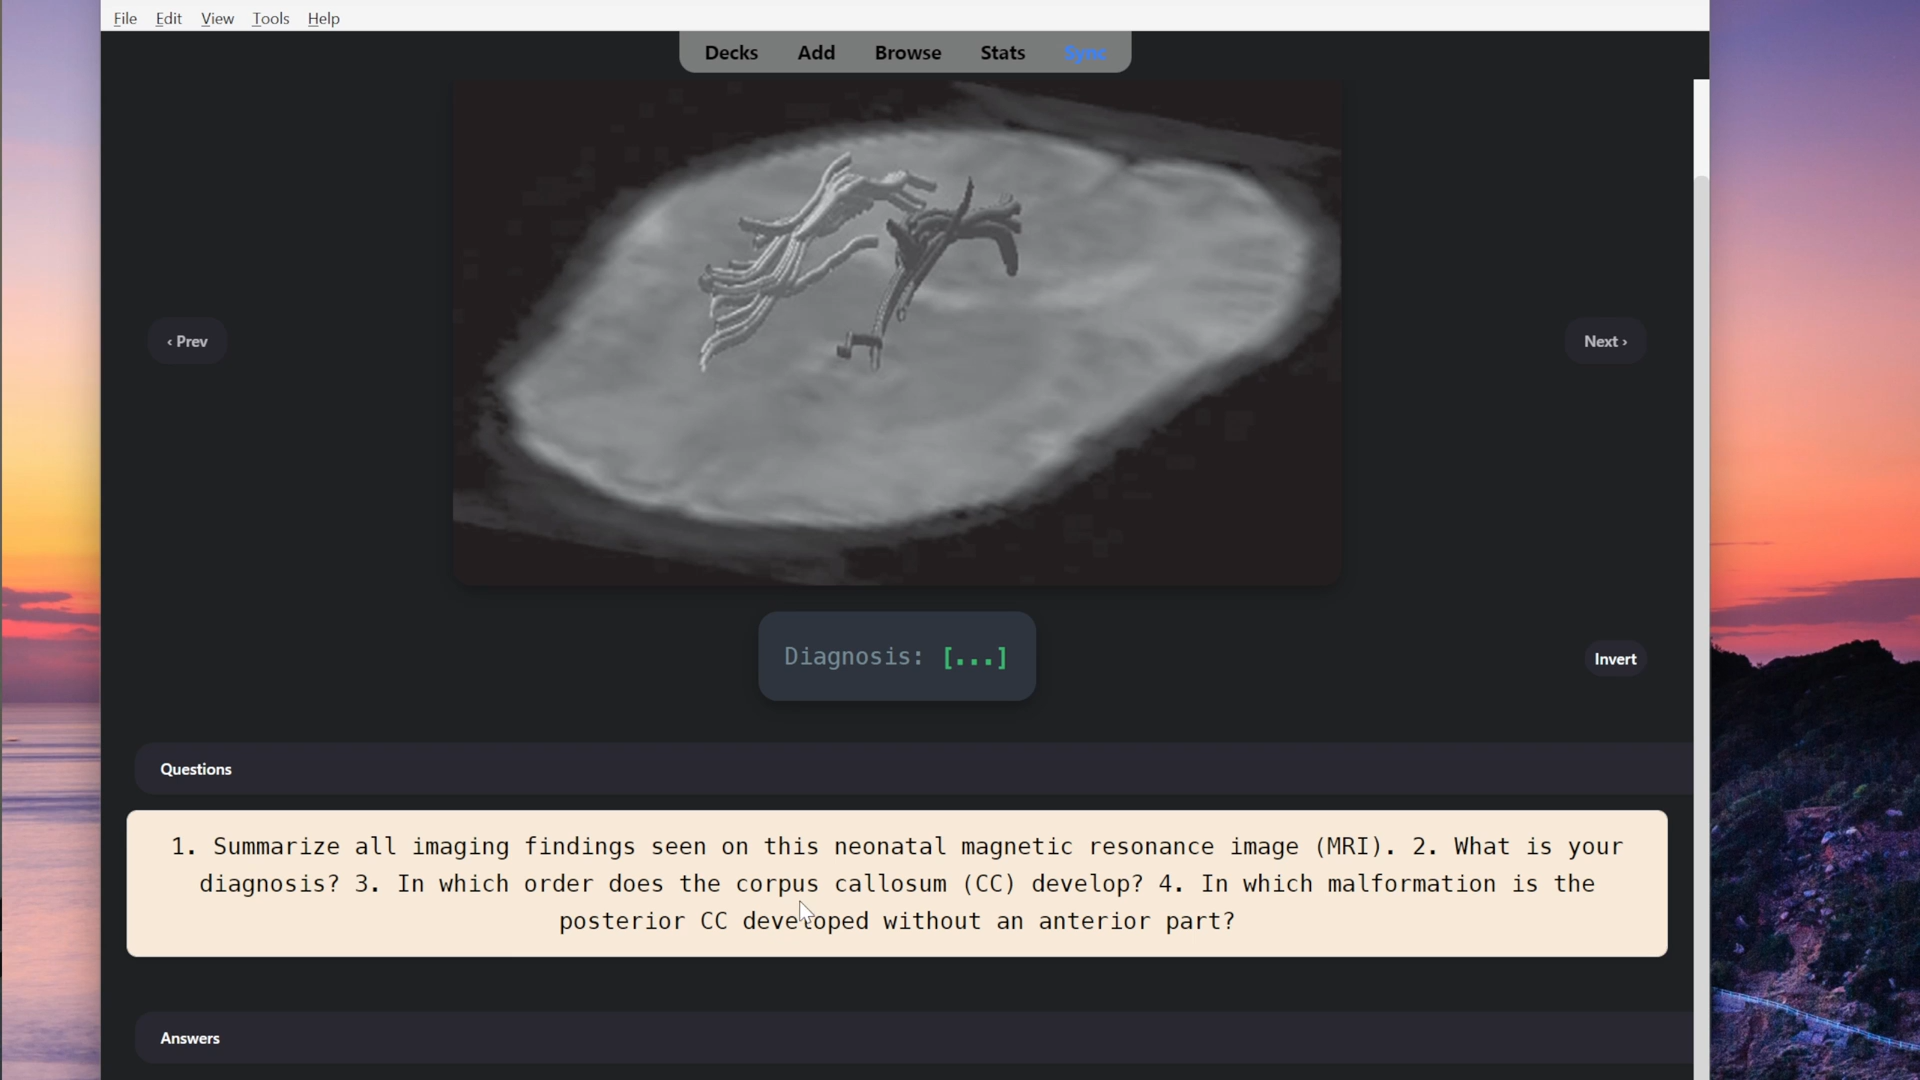 File Edit View Tools Help
Decks Add Browse Stats Sync
‹ Prev
Next ›
Diagnosis: [...]
Invert
Questions
1. Summarize all imaging findings seen on this neonatal magnetic resonance image (MRI). 2. What is your
diagnosis? 3. In which order does the corpus callosum (CC) develop? 4. In which malformation is the
posterior CC developed without an anterior part?
Answers